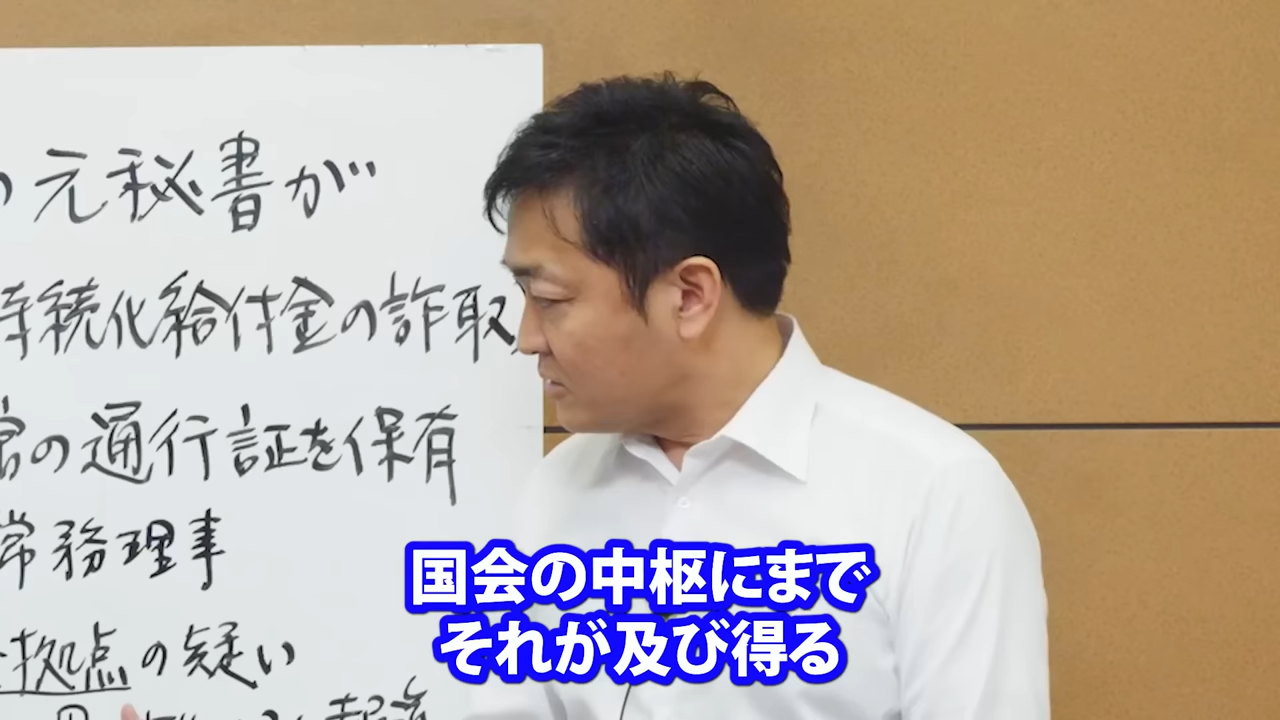 元秘書が
持続化給付金の詐取
の通行証を保有
常務理事
拠点の疑い
国会の中枢にまで
それが及び得る